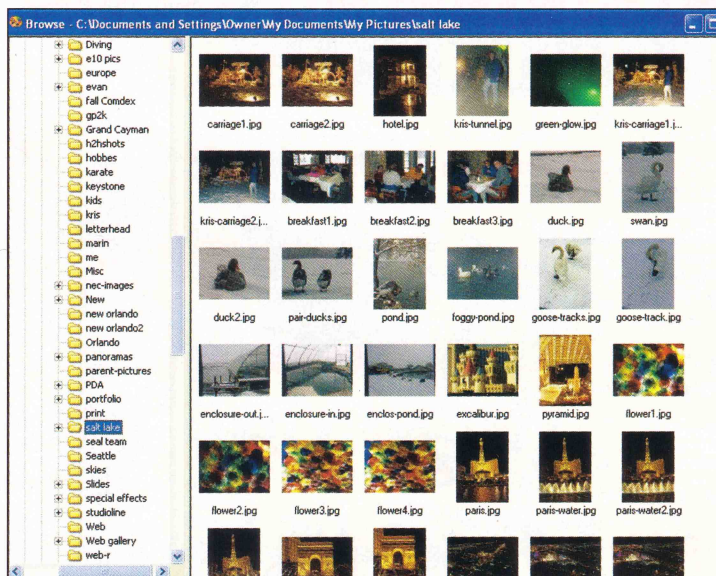 Browse - C:\Documents and Settings\Owner\My Documents\My Pictures\salt lake
Diving
e10 pics
europe
evan
fall Comdex
gp2k
Grand Cayman
h2hshots
hobbes
karate
keystone
kids
kris
letterhead
marin
me
Misc
nec-images
New
new orlando
new orlando2
Orlando
panoramas
parent-pictures
PDA
portfolio
print
salt lake
seal team
Seattle
skies
Slides
special effects
studioline
Web
Web gallery
web-r
carriage1.jpg carriage2.jpg hotel.jpg kris-tunnel.jpg green-glow.jpg kris-carriage1.j...
kris-carriage2.j... breakfast1.jpg breakfast2.jpg breakfast3.jpg duck.jpg swan.jpg
duck2.jpg pair-ducks.jpg pond.jpg foggy-pond.jpg goose-tracks.jpg goose-track.jpg
enclosure-out.j... enclosure-in.jpg enclos-pond.jpg excalibur.jpg pyramid.jpg flower1.jpg
flower2.jpg flower3.jpg flower4.jpg paris.jpg paris-water.jpg paris-water2.jpg